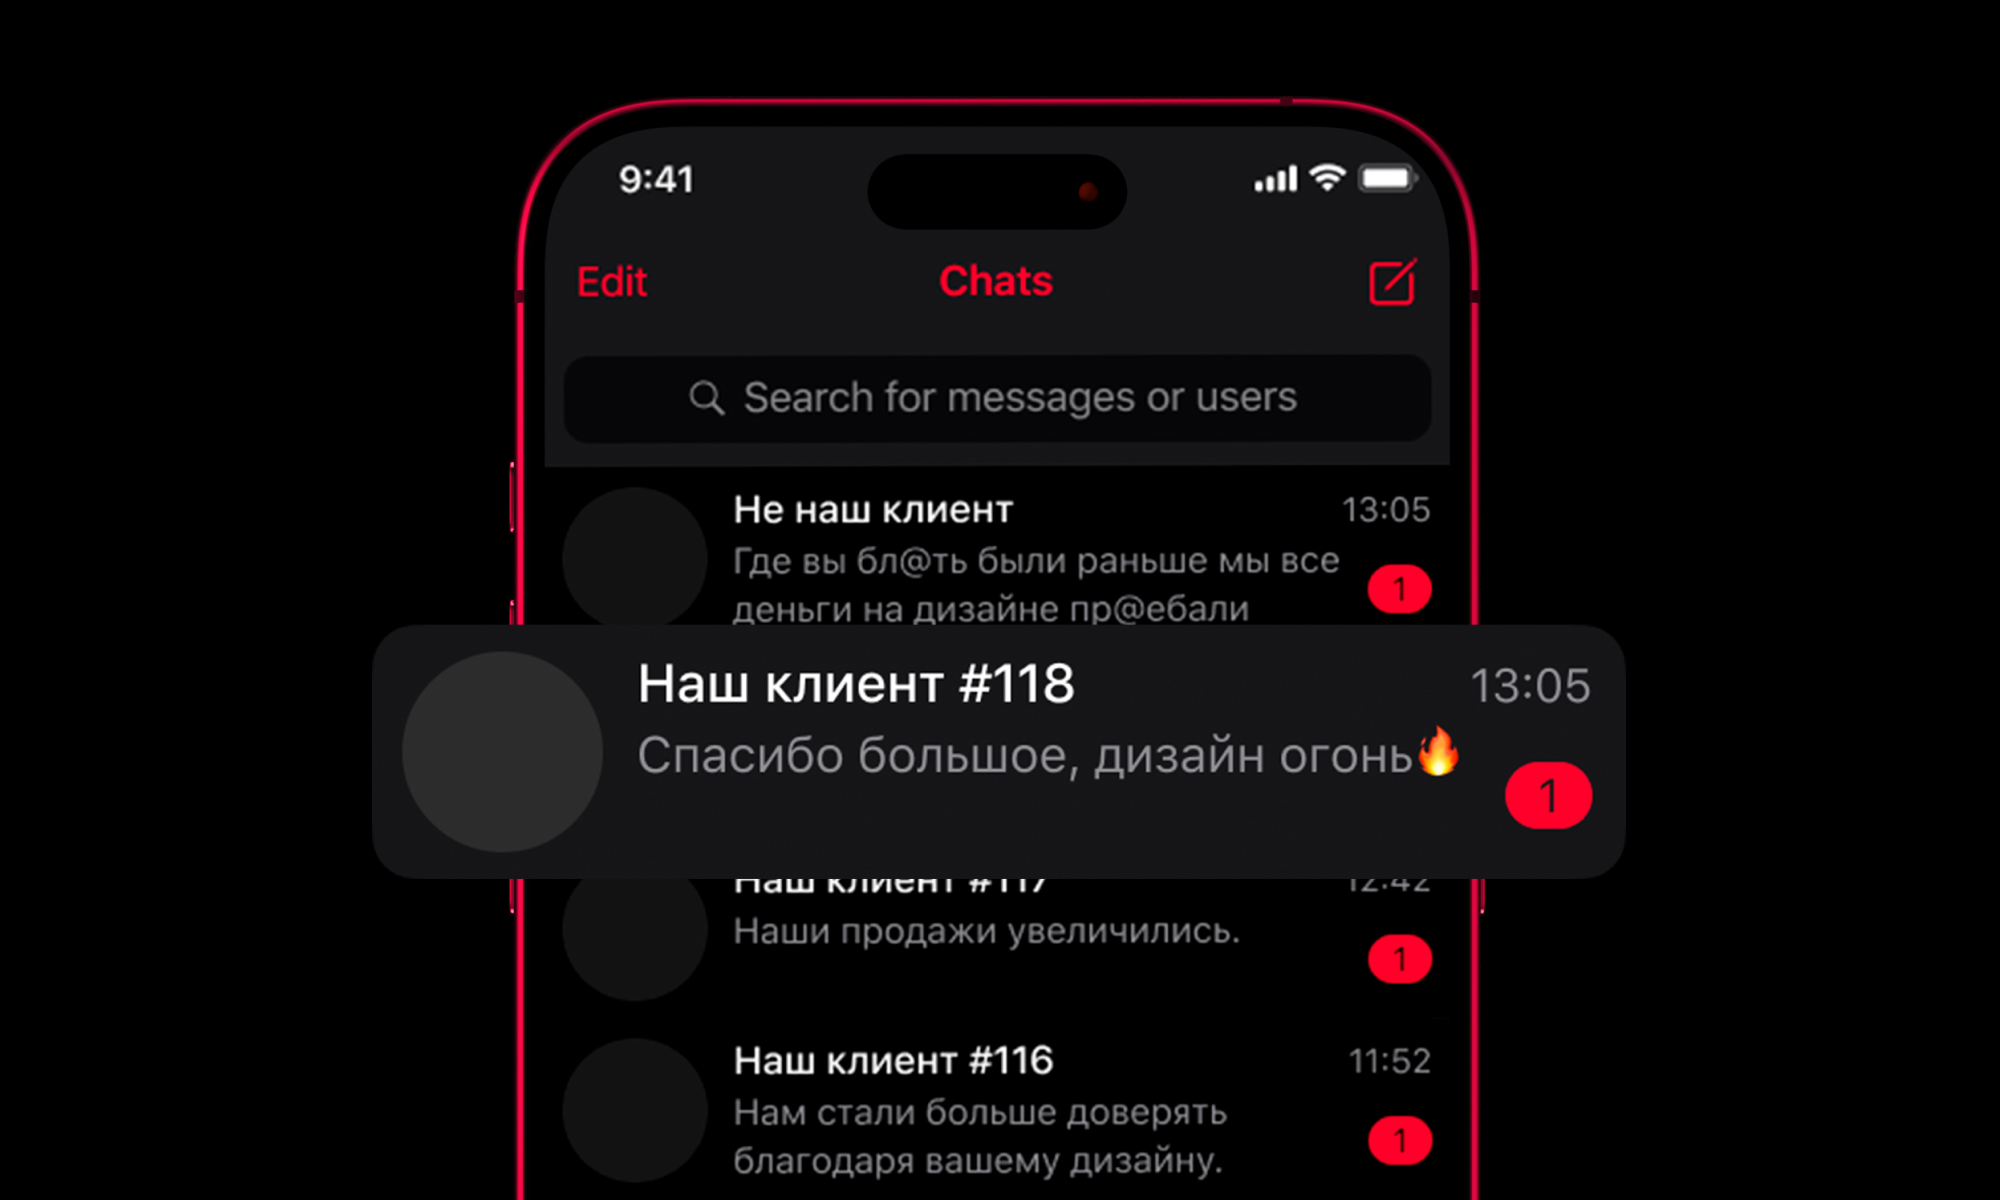 9:41
Edit
Chats
Search for messages or users
Не наш клиент
13:05
Где вы бл@ть были раньше мы все
деньги на дизайне пр@ебали
1
Наш клиент #118
13:05
Спасибо большое, дизайн огонь🔥
1
Наш клиент #117
12:42
Наши продажи увеличились.
1
Наш клиент #116
11:52
Нам стали больше доверять
благодаря вашему дизайну.
1